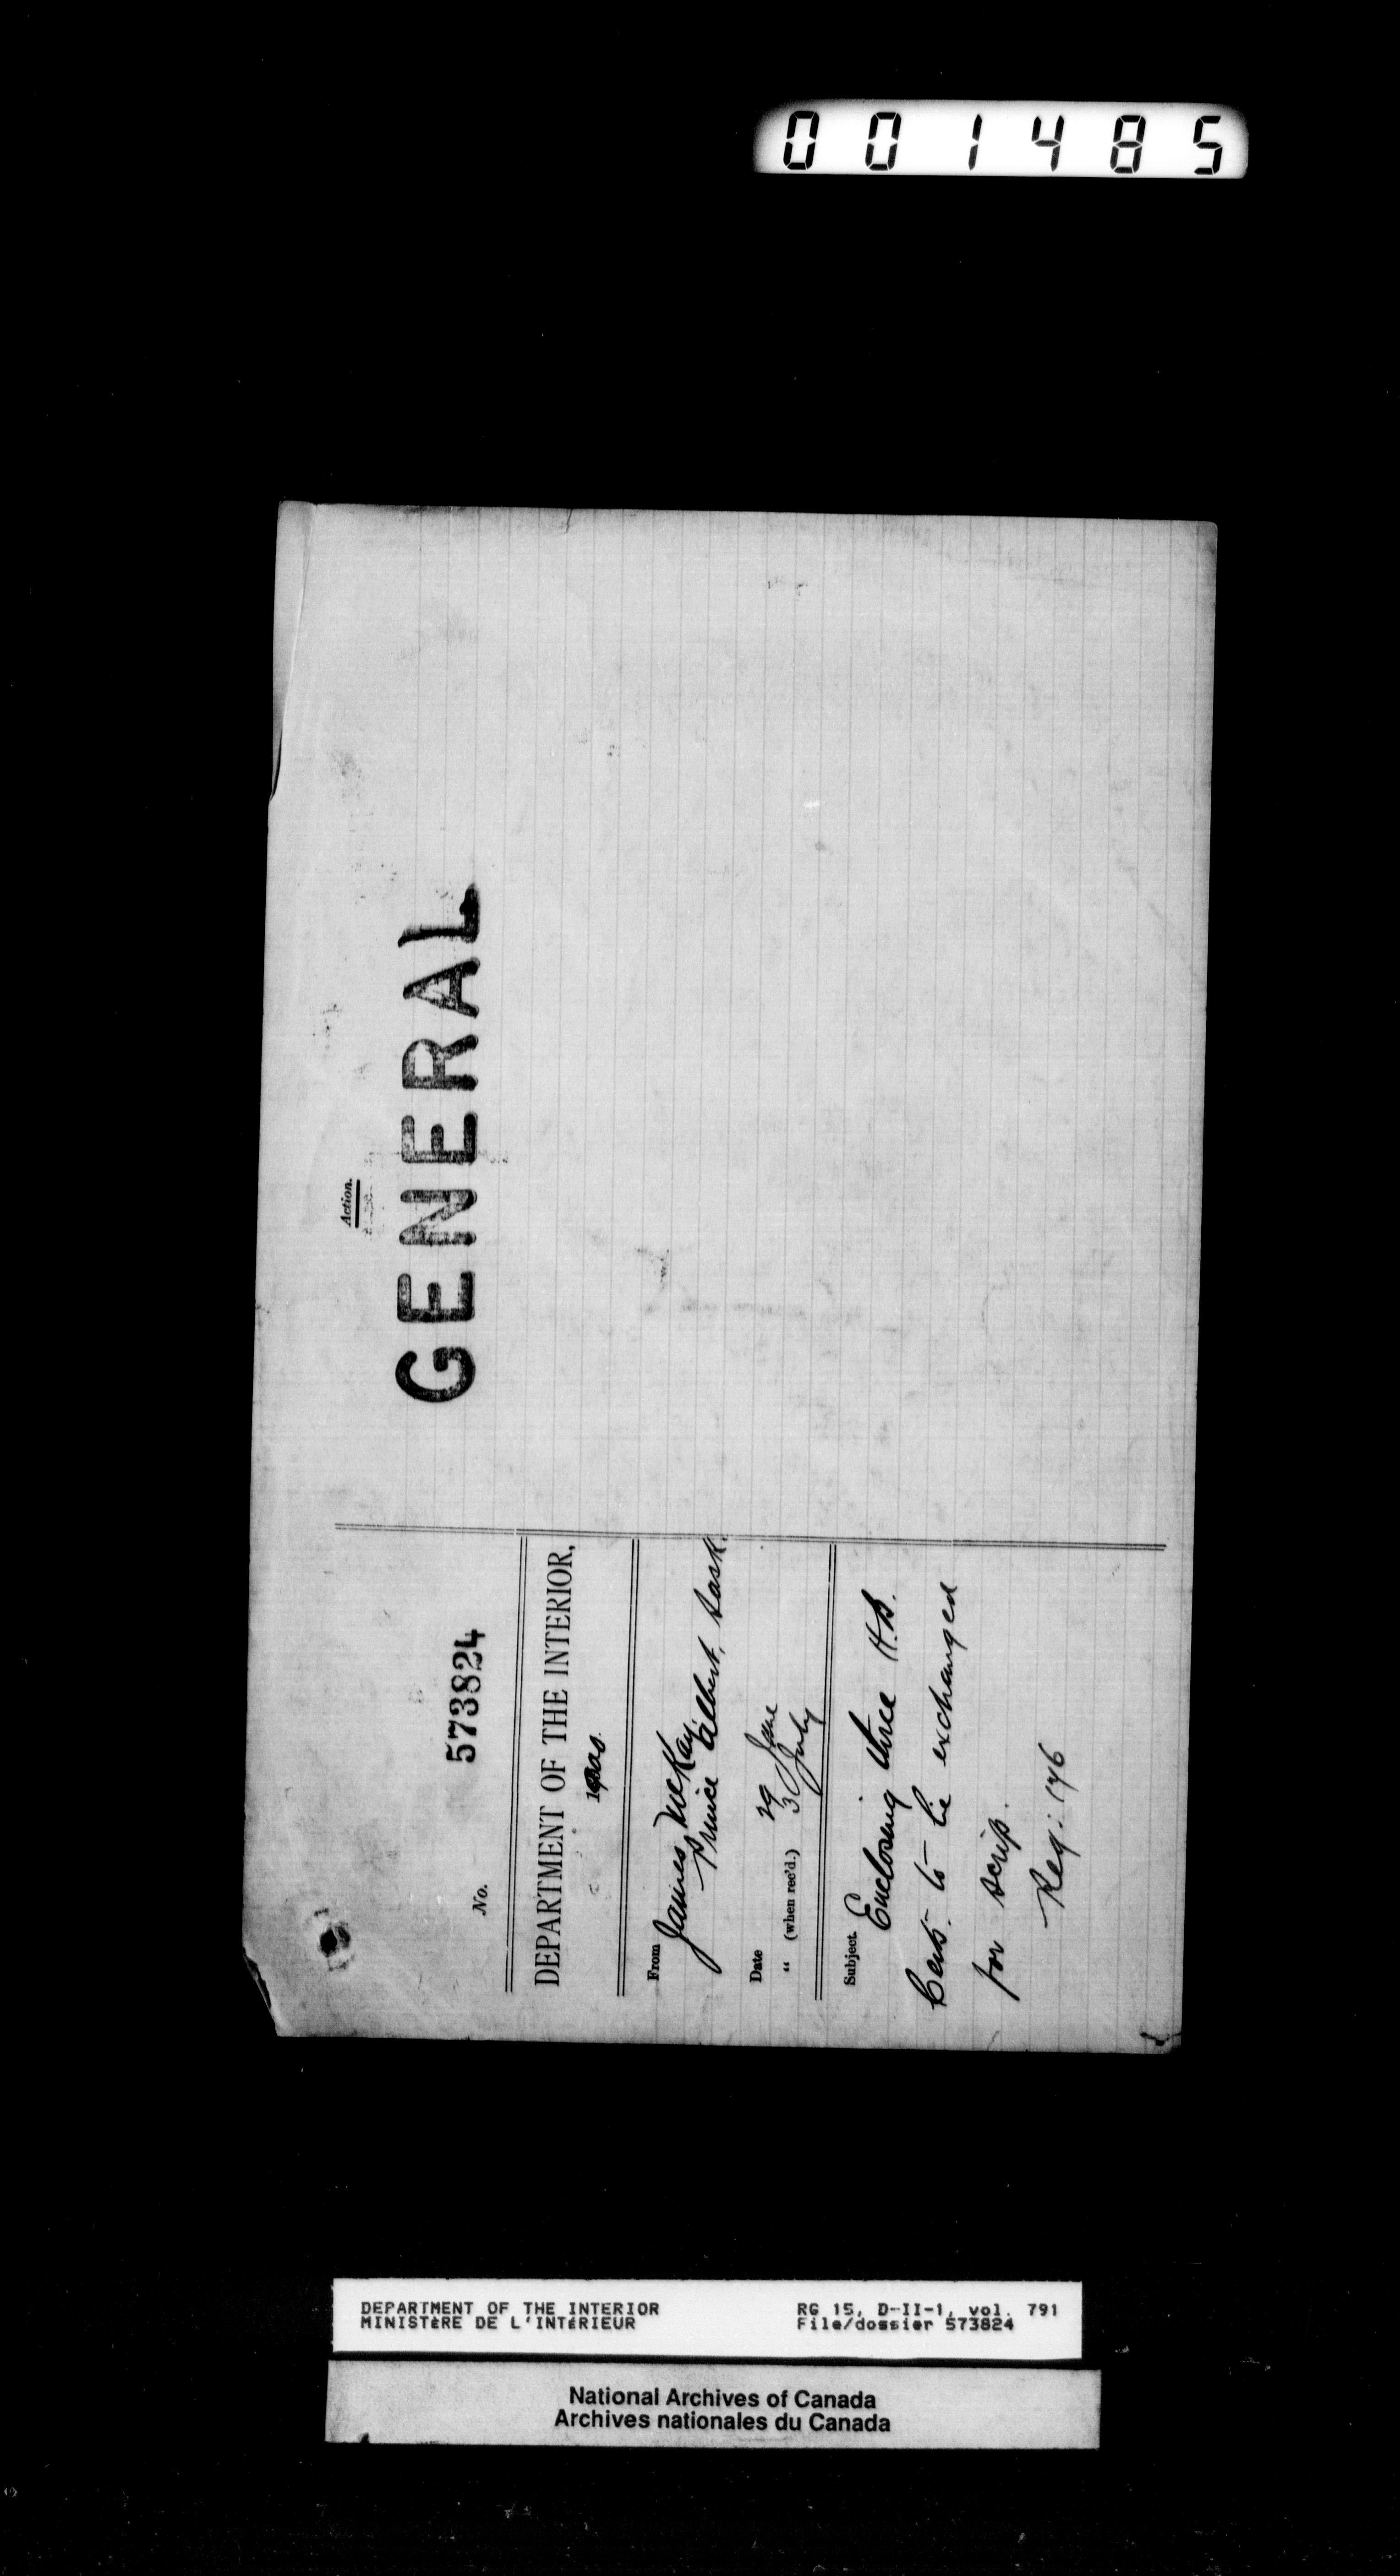 001485
Action.
GENERAL
No. 573824
DEPARTMENT OF THE INTERIOR,
From James McKay,
Prince Albert, Sask.
Date 29 June
" (when rec'd.) 3 July
Subject. Enclosing three H.B.
Certs. to be exchanged
for scrip.
Reg: 146
DEPARTMENT OF THE INTERIOR
MINISTÈRE DE L'INTÉRIEUR
RG 15, D-II-1, vol. 791
File/dossier 573824
National Archives of Canada
Archives nationales du Canada